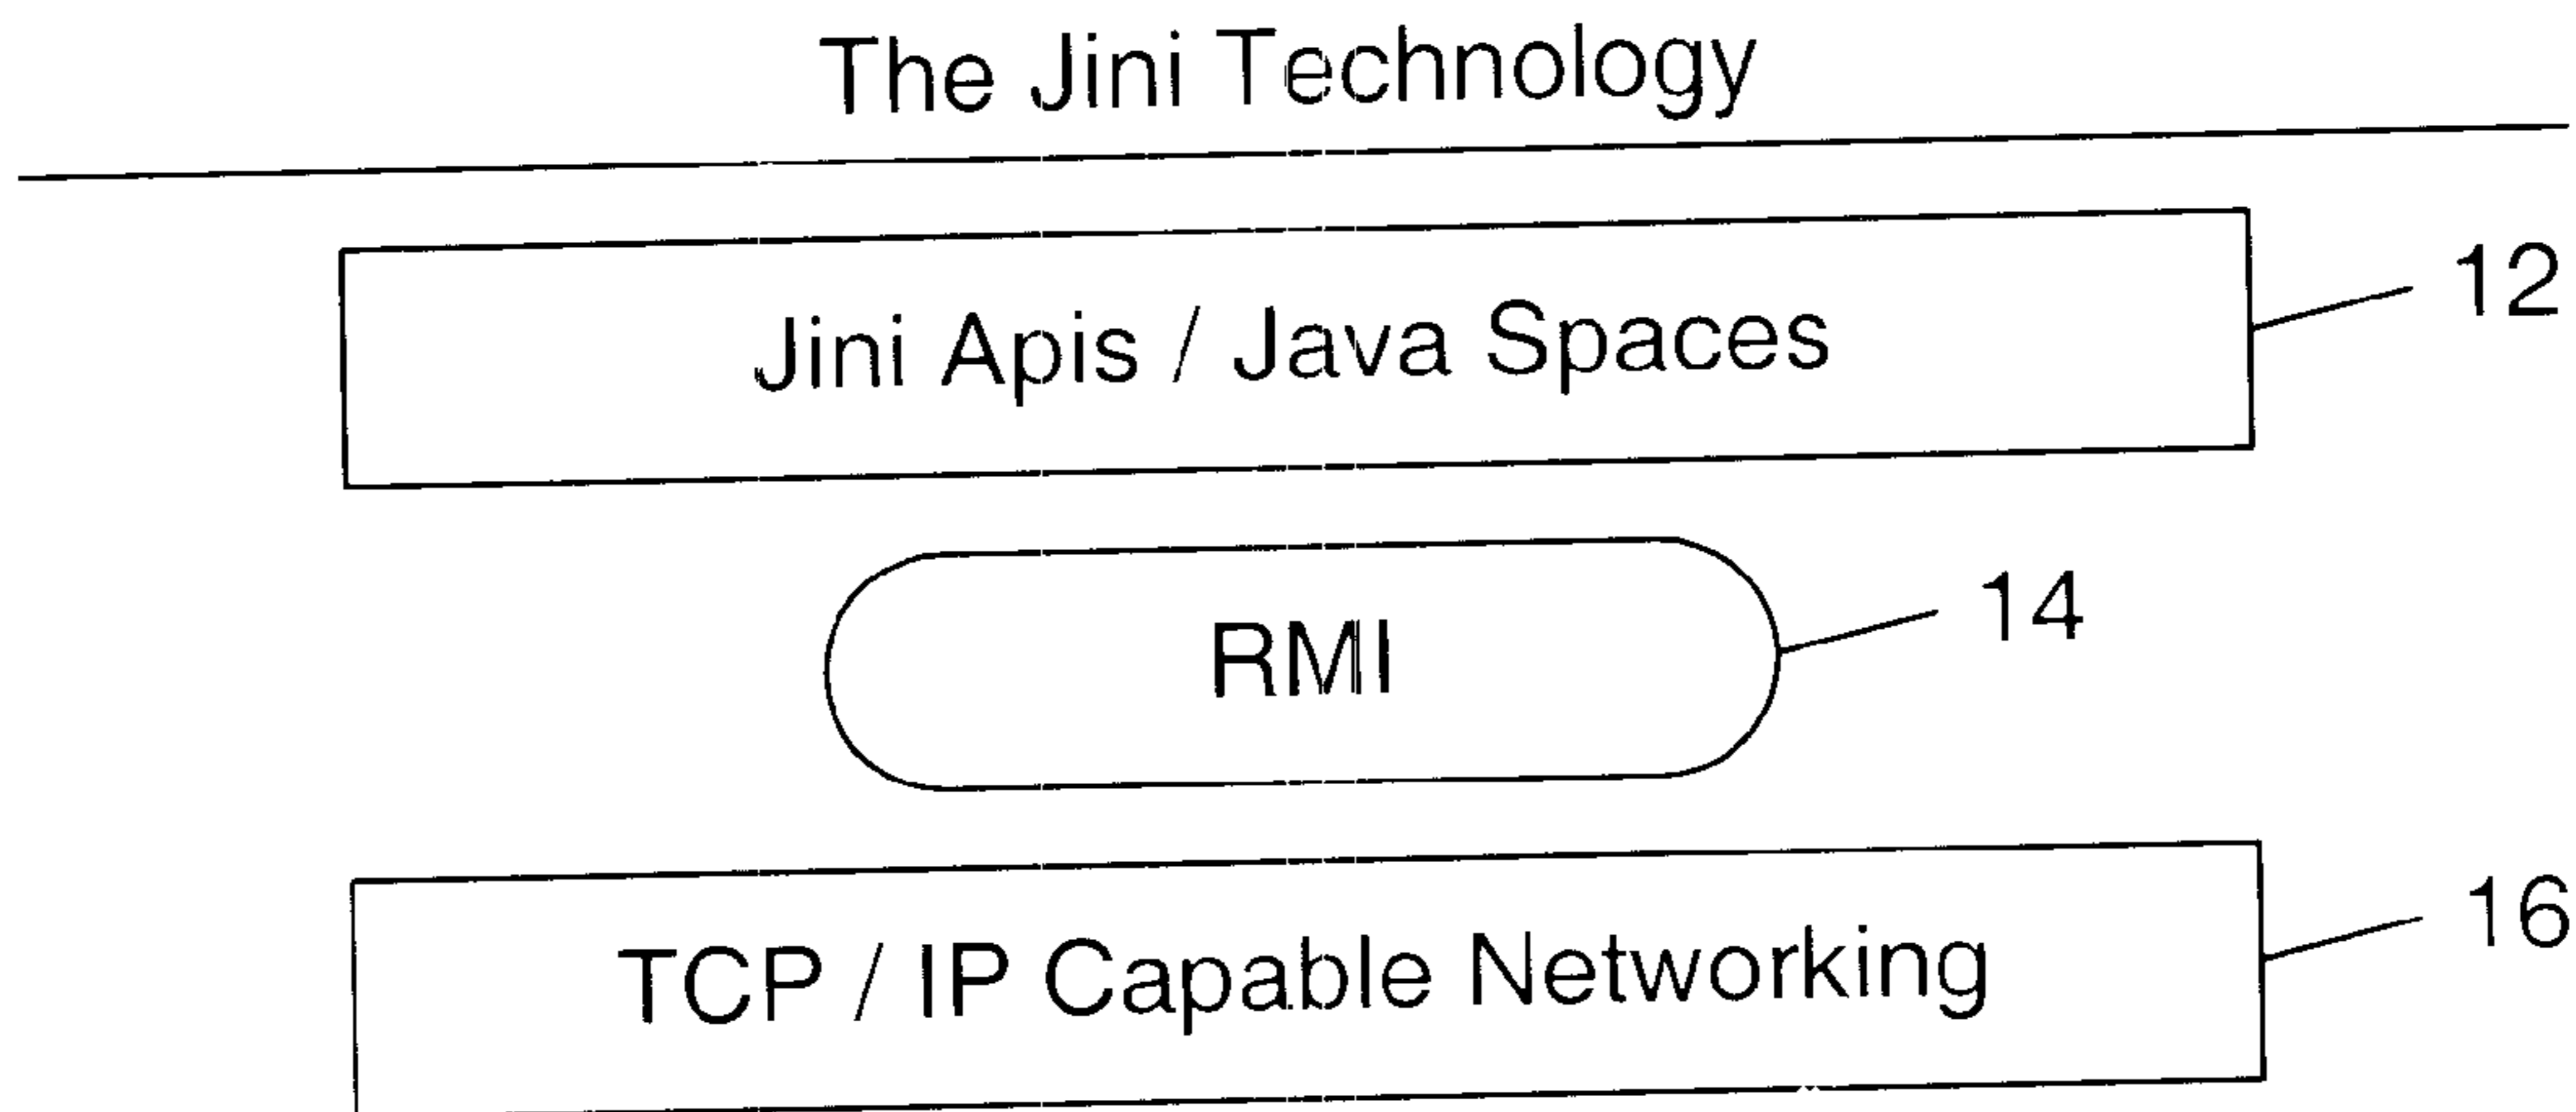 The Jini Technology
Jini Apis / Java Spaces
12
RMI
14
TCP / IP Capable Networking
16